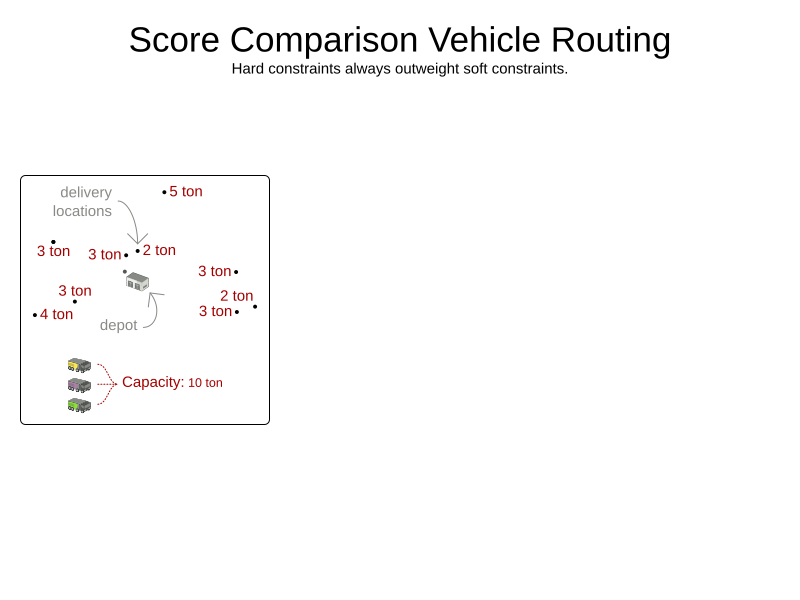 Score Comparison Vehicle Routing
Hard constraints always outweight soft constraints.
delivery
locations
5 ton
3 ton
3 ton
2 ton
3 ton
3 ton
2 ton
4 ton
3 ton
depot
Capacity: 10 ton